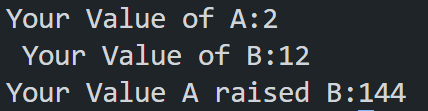 Your Value of A:2
Your Value of B:12
Your Value A raised B:144